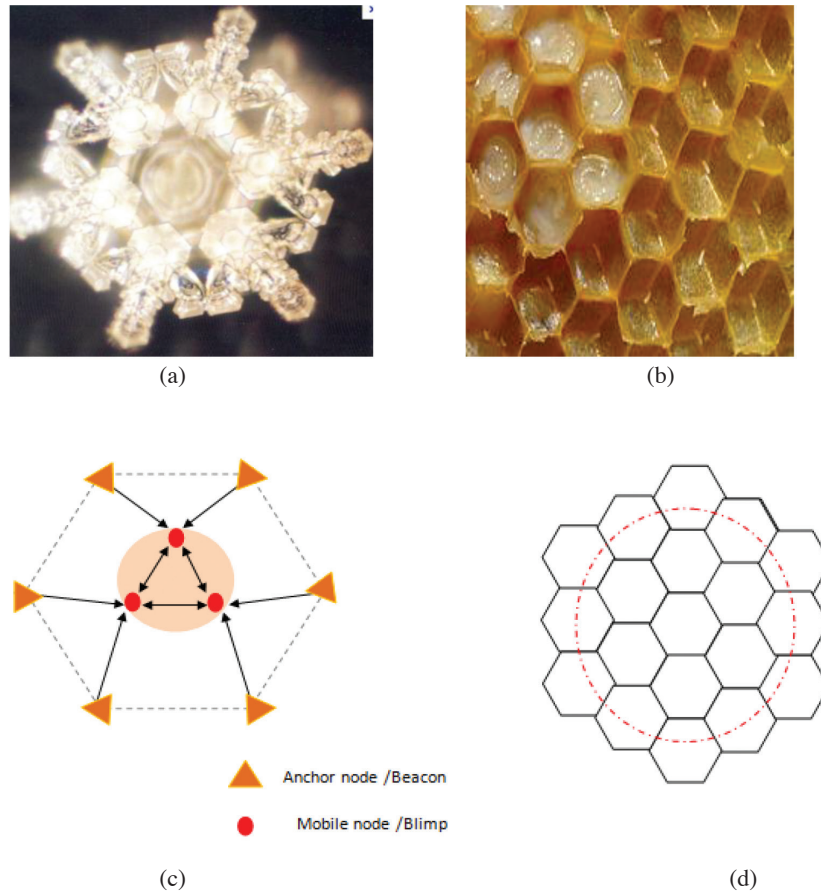 (a)
(b)
Anchor node /Beacon
Mobile node /Blimp
(c)
(d)